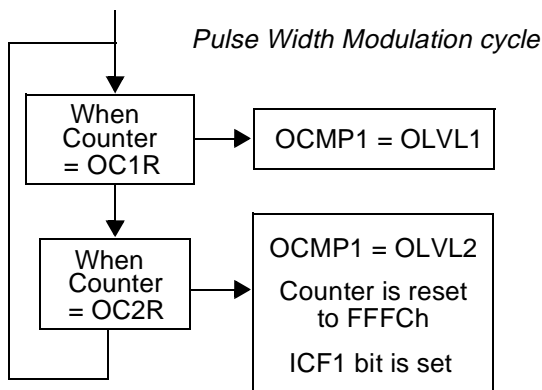 Pulse Width Modulation cycle
When
Counter
= OC1R
OCMP1 = OLVL1
When
Counter
= OC2R
OCMP1 = OLVL2
Counter is reset
to FFFCh
ICF1 bit is set